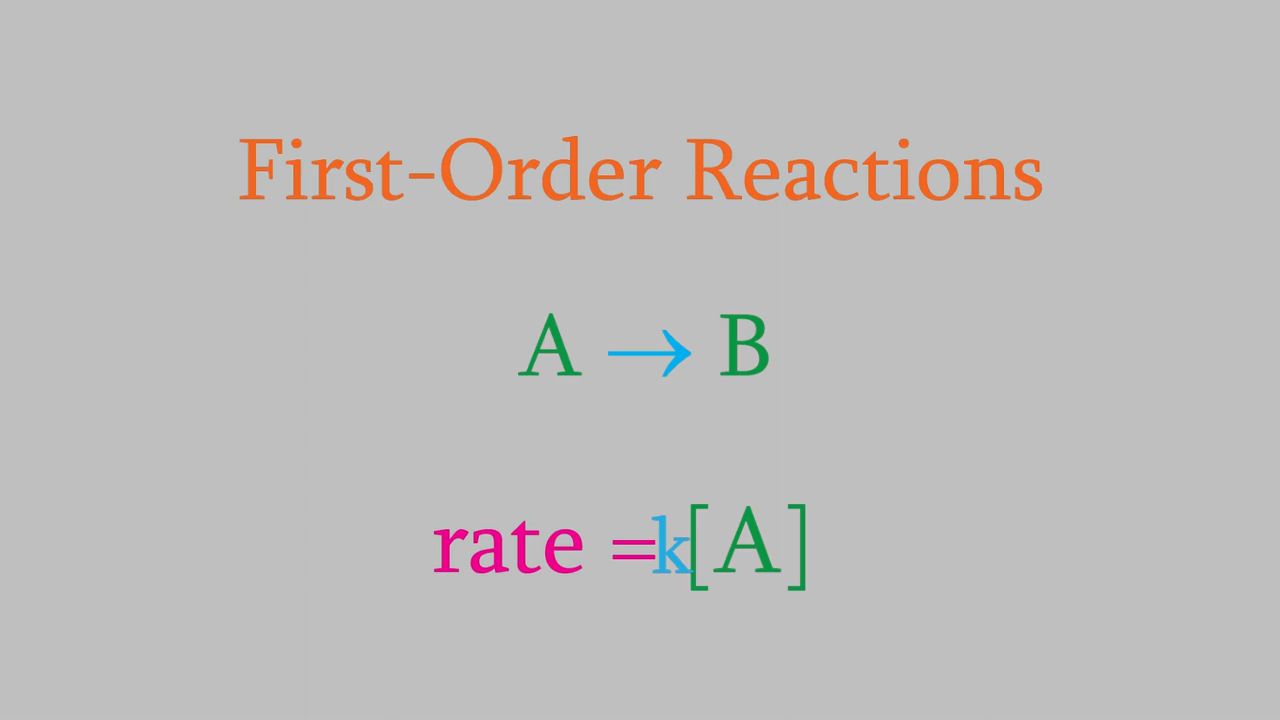 First-Order Reactions
A → B
rate =k[A]